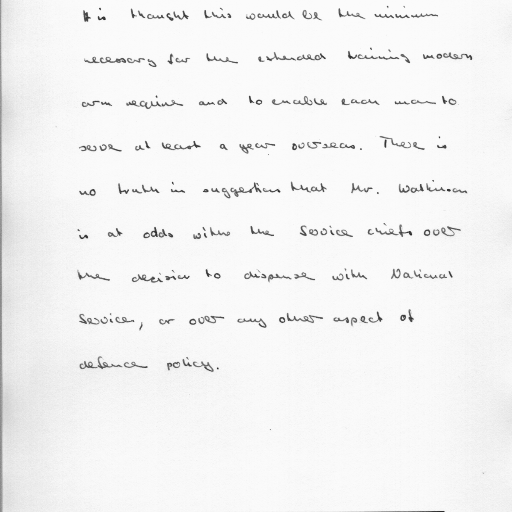 It is thought this would be the minimum
necessary for the extended training modern
arm require and to enable each man to
serve at least a year overseas. There is
no truth in suggestions that Mr. Watkinson
is at odds with the Service chiefs over
the decision to dispense with National
Service, or over any other aspect of
defence policy.